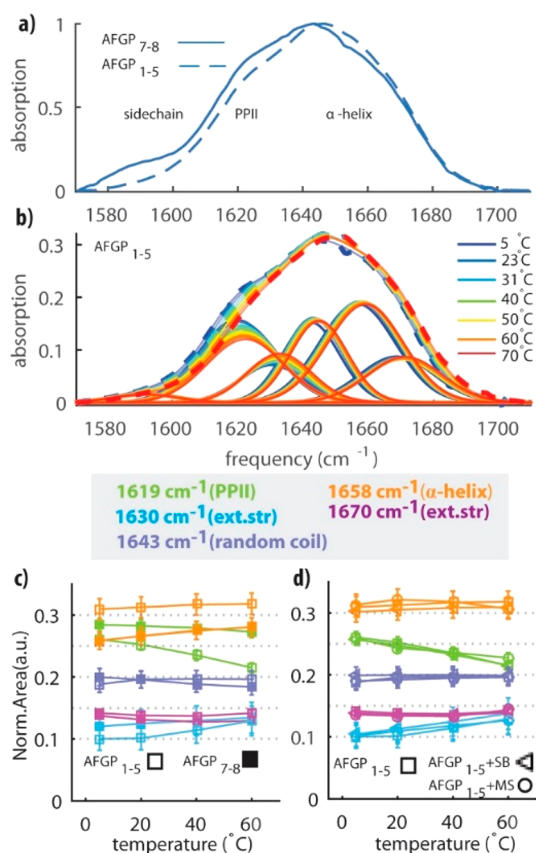 a)
AFGP 7-8
AFGP 1-5
sidechain PPII α-helix
absorption
1
0.5
0
1580 1600 1620 1640 1660 1680 1700
b)
AFGP 1-5
absorption
0.3
0.2
0.1
0
5 °C
23°C
31°C
40°C
50°C
60°C
70°C
1580 1600 1620 1640 1660 1680 1700
frequency (cm-1)
1619 cm-1(PPII)
1658 cm-1(α-helix)
1630 cm-1(ext.str)
1670 cm-1(ext.str)
1643 cm-1(random coil)
c)
Norm.Area(a.u.)
0.3
0.2
0.1
AFGP 1-5 AFGP 7-8
0 20 40 60
temperature (°C)
d)
0.3
0.2
0.1
AFGP 1-5 AFGP 1-5+SB
AFGP 1-5+MS
0 20 40 60
temperature (°C)